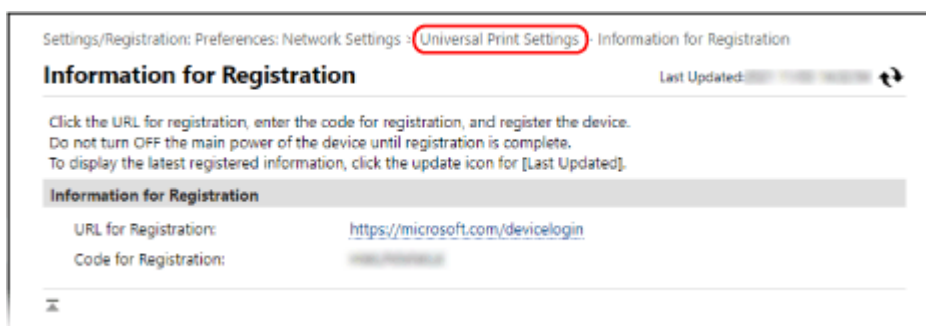 Settings/Registration: Preferences: Network Settings > Universal Print Settings > Information for Registration
Information for Registration
Last Updated:
Click the URL for registration, enter the code for registration, and register the device.
Do not turn OFF the main power of the device until registration is complete.
To display the latest registered information, click the update icon for [Last Updated].
Information for Registration
URL for Registration: https://microsoft.com/devicelogin
Code for Registration: